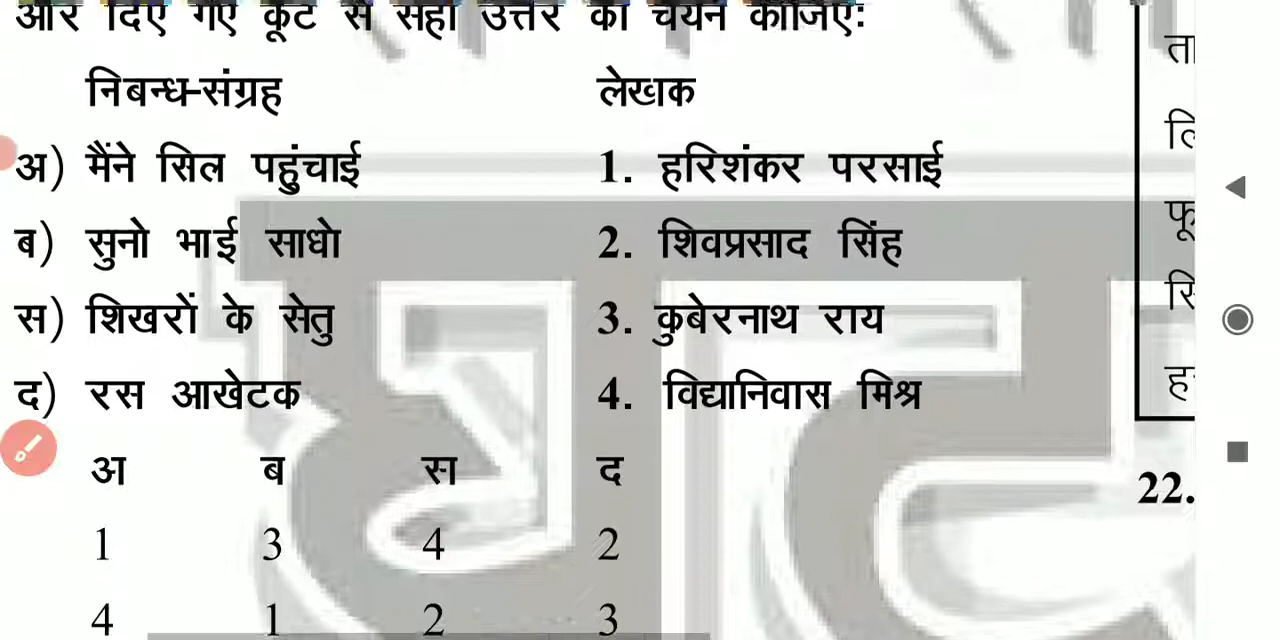 और दिए गए कूट से सही उत्तर का चयन कीजिएः
निबन्ध-संग्रह लेखक
अ) मैंने सिल पहुंचाई 1. हरिशंकर परसाई
ब) सुनो भाई साधो 2. शिवप्रसाद सिंह
स) शिखरों के सेतु 3. कुबेरनाथ राय
द) रस आखेटक 4. विद्यानिवास मिश्र
अ ब स द
1 3 4 2
4 1 2 3
22.